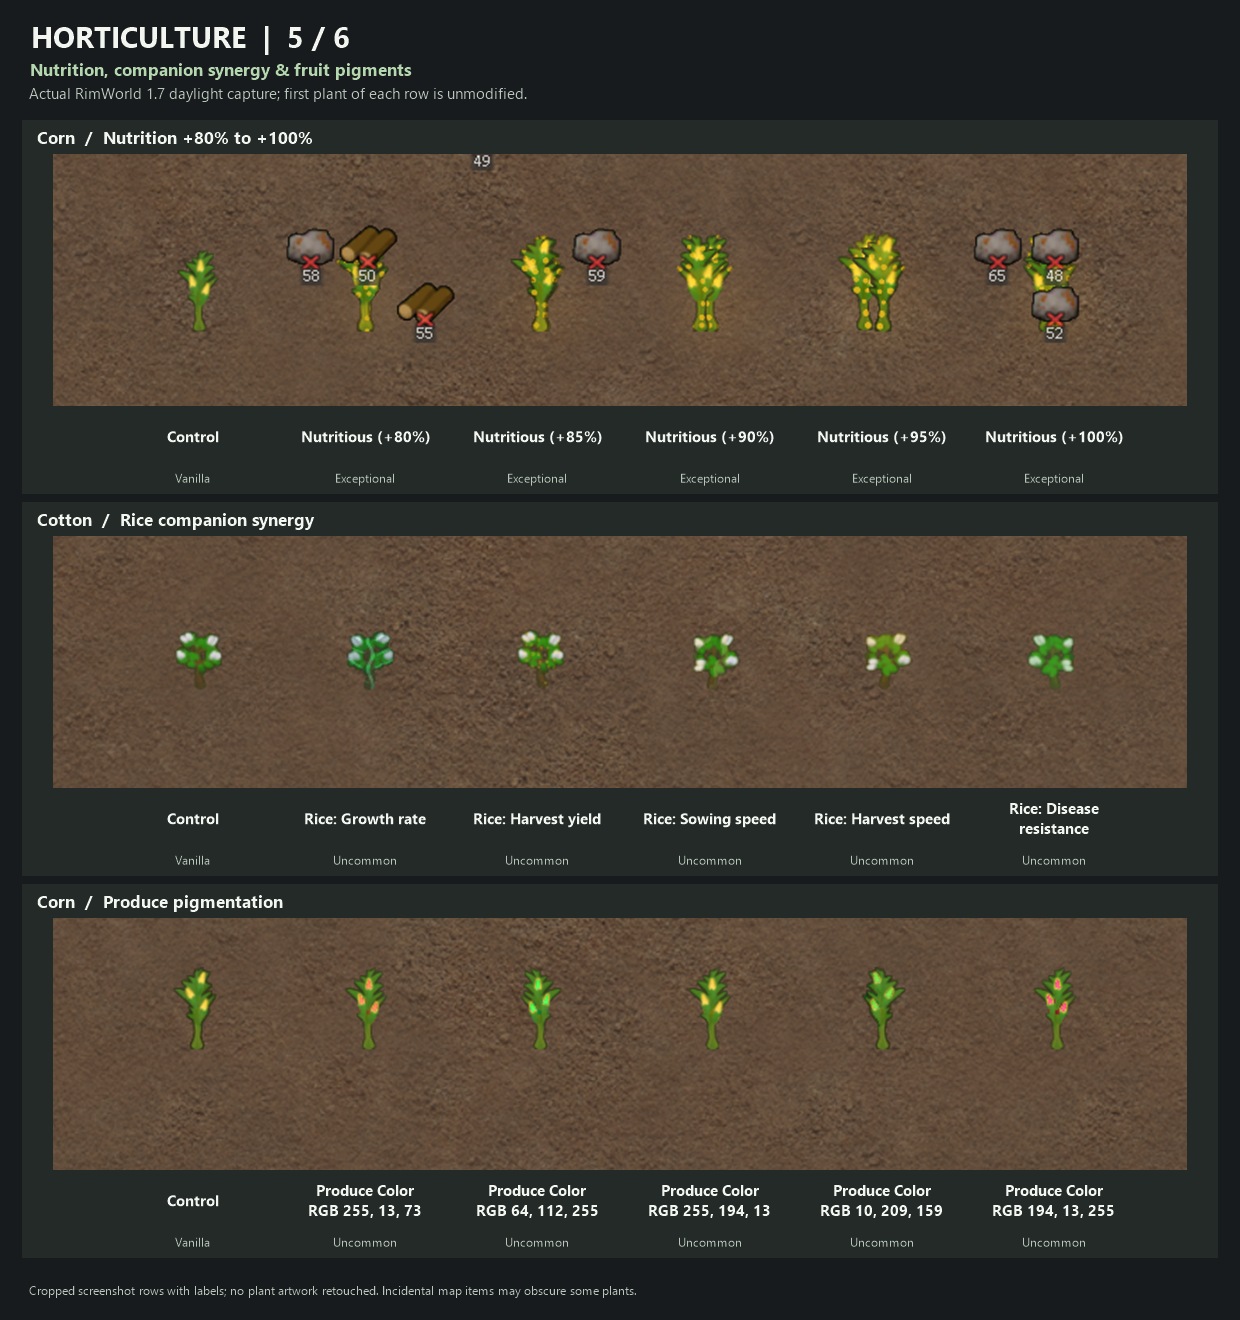 HORTICULTURE | 5 / 6
Nutrition, companion synergy & fruit pigments
Actual RimWorld 1.7 daylight capture; first plant of each row is unmodified.
Corn / Nutrition +80% to +100%
49
58
50
55
59
65
48
52
Control
Nutritious (+80%)
Nutritious (+85%)
Nutritious (+90%)
Nutritious (+95%)
Nutritious (+100%)
Vanilla
Exceptional
Exceptional
Exceptional
Exceptional
Exceptional
Cotton / Rice companion synergy
Control
Rice: Growth rate
Rice: Harvest yield
Rice: Sowing speed
Rice: Harvest speed
Rice: Disease
resistance
Vanilla
Uncommon
Uncommon
Uncommon
Uncommon
Uncommon
Corn / Produce pigmentation
Control
Produce Color
RGB 255, 13, 73
Produce Color
RGB 64, 112, 255
Produce Color
RGB 255, 194, 13
Produce Color
RGB 10, 209, 159
Produce Color
RGB 194, 13, 255
Vanilla
Uncommon
Uncommon
Uncommon
Uncommon
Uncommon
Cropped screenshot rows with labels; no plant artwork retouched. Incidental map items may obscure some plants.